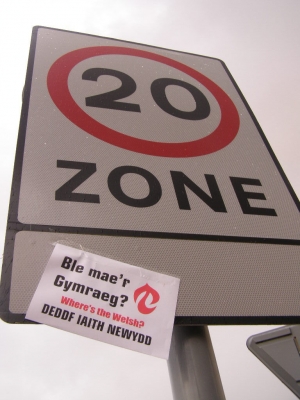 20
ZONE
Ble mae'r
Gymraeg?
Where's the Welsh?
DEDDF IAITH NEWYDD